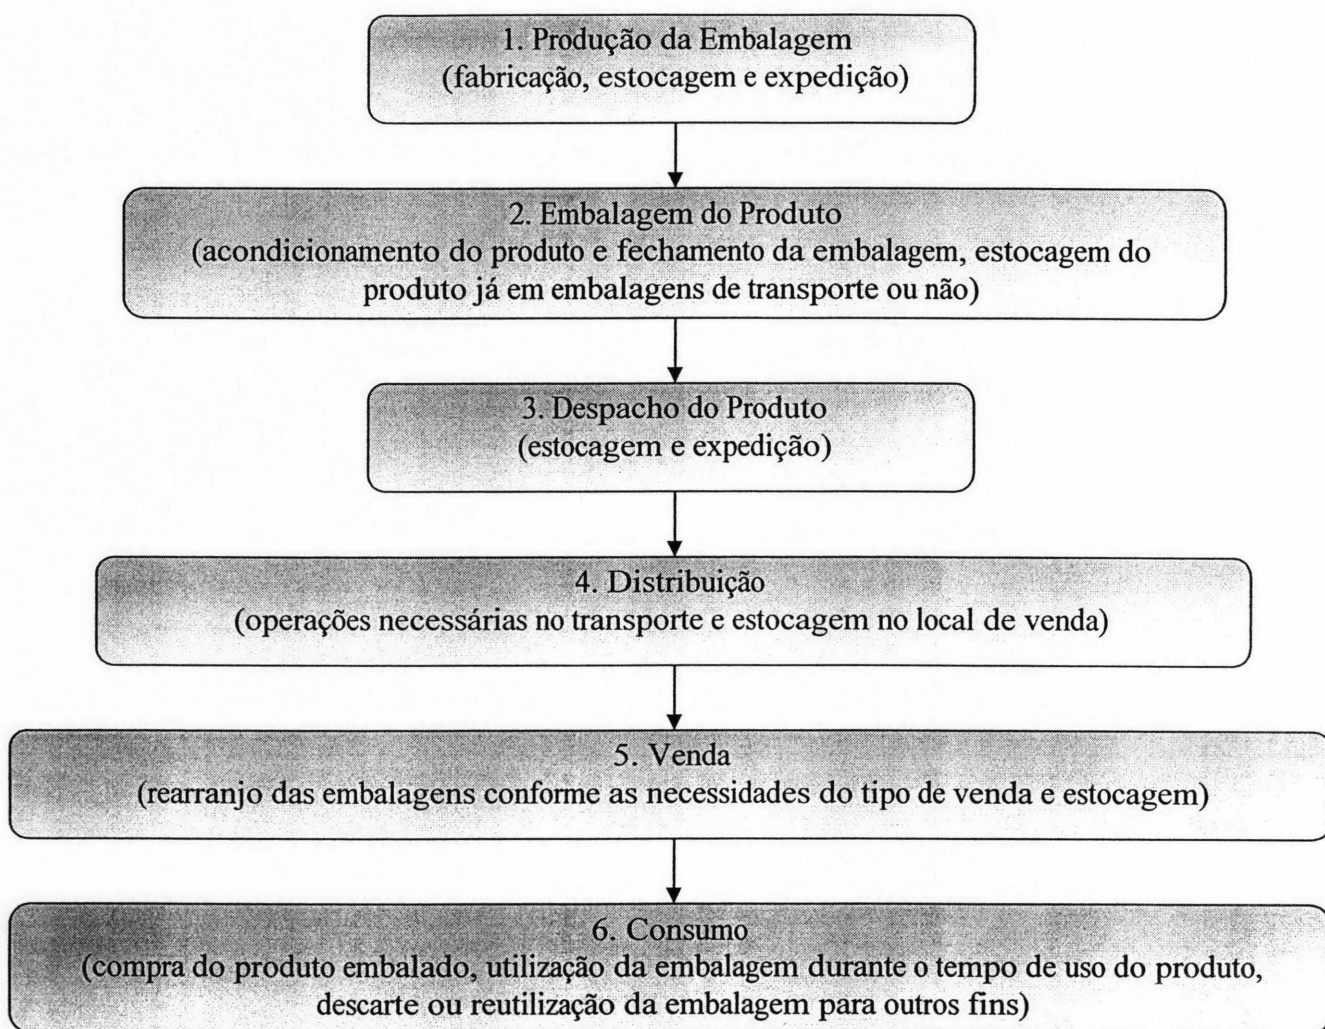 1. Produção da Embalagem
(fabricação, estocagem e expedição)
2. Embalagem do Produto
(acondicionamento do produto e fechamento da embalagem, estocagem do
produto já em embalagens de transporte ou não)
3. Despacho do Produto
(estocagem e expedição)
4. Distribuição
(operações necessárias no transporte e estocagem no local de venda)
5. Venda
(rearranjo das embalagens conforme as necessidades do tipo de venda e estocagem)
6. Consumo
(compra do produto embalado, utilização da embalagem durante o tempo de uso do produto,
descarte ou reutilização da embalagem para outros fins)